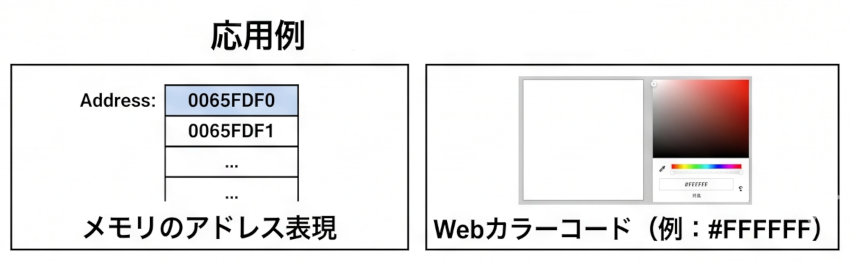 応用例
Address:
0065FDF0
0065FDF1
...
...
メモリのアドレス表現
#FFFFFF
Webカラーコード（例：#FFFFFF）